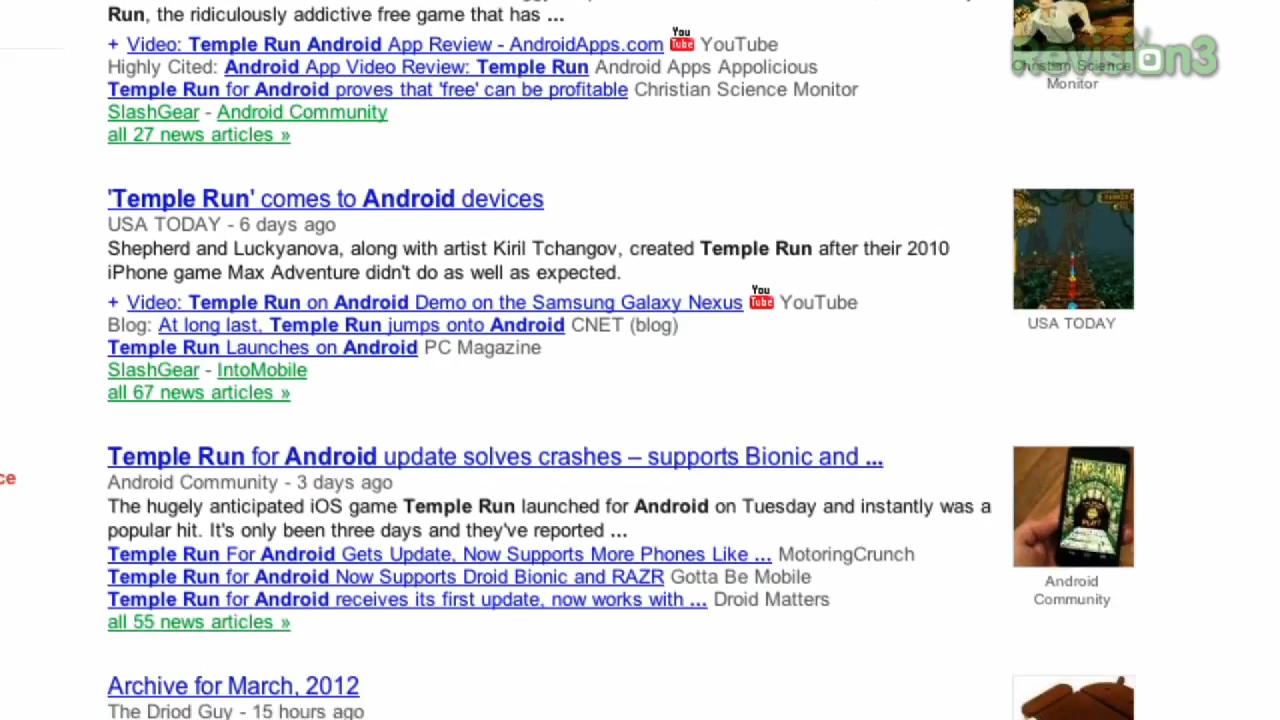 Run, the ridiculously addictive free game that has ...
+ Video: Temple Run Android App Review - AndroidApps.com You Tube YouTube
Highly Cited: Android App Video Review: Temple Run Android Apps Appolicious
Temple Run for Android proves that 'free' can be profitable Christian Science Monitor
SlashGear - Android Community
all 27 news articles »
Revision3
Christian Science
Monitor
'Temple Run' comes to Android devices
USA TODAY - 6 days ago
Shepherd and Luckyanova, along with artist Kiril Tchangov, created Temple Run after their 2010
iPhone game Max Adventure didn't do as well as expected.
+ Video: Temple Run on Android Demo on the Samsung Galaxy Nexus You Tube YouTube
Blog: At long last, Temple Run jumps onto Android CNET (blog)
Temple Run Launches on Android PC Magazine
SlashGear - IntoMobile
all 67 news articles »
USA TODAY
ce
Temple Run for Android update solves crashes – supports Bionic and ...
Android Community - 3 days ago
The hugely anticipated iOS game Temple Run launched for Android on Tuesday and instantly was a
popular hit. It's only been three days and they've reported ...
Temple Run For Android Gets Update, Now Supports More Phones Like ... MotoringCrunch
Temple Run for Android Now Supports Droid Bionic and RAZR Gotta Be Mobile
Temple Run for Android receives its first update, now works with ... Droid Matters
all 55 news articles »
TEMPLE RUN
Android
Community
Archive for March, 2012
The Driod Guy - 15 hours ago